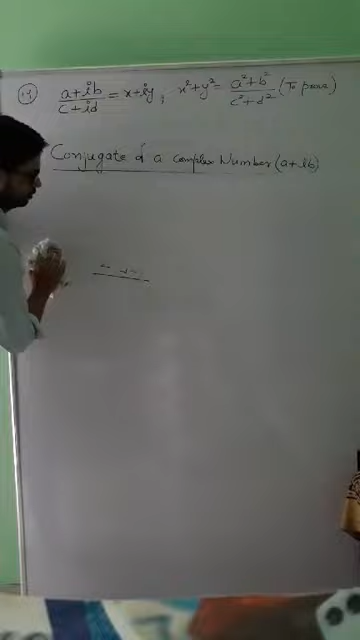 (17) (a+ib)/(c+id) = x+iy, x²+y² = (a²+b²)/(c²+d²) (To prove)
Conjugate of a complex Number (a+ib)